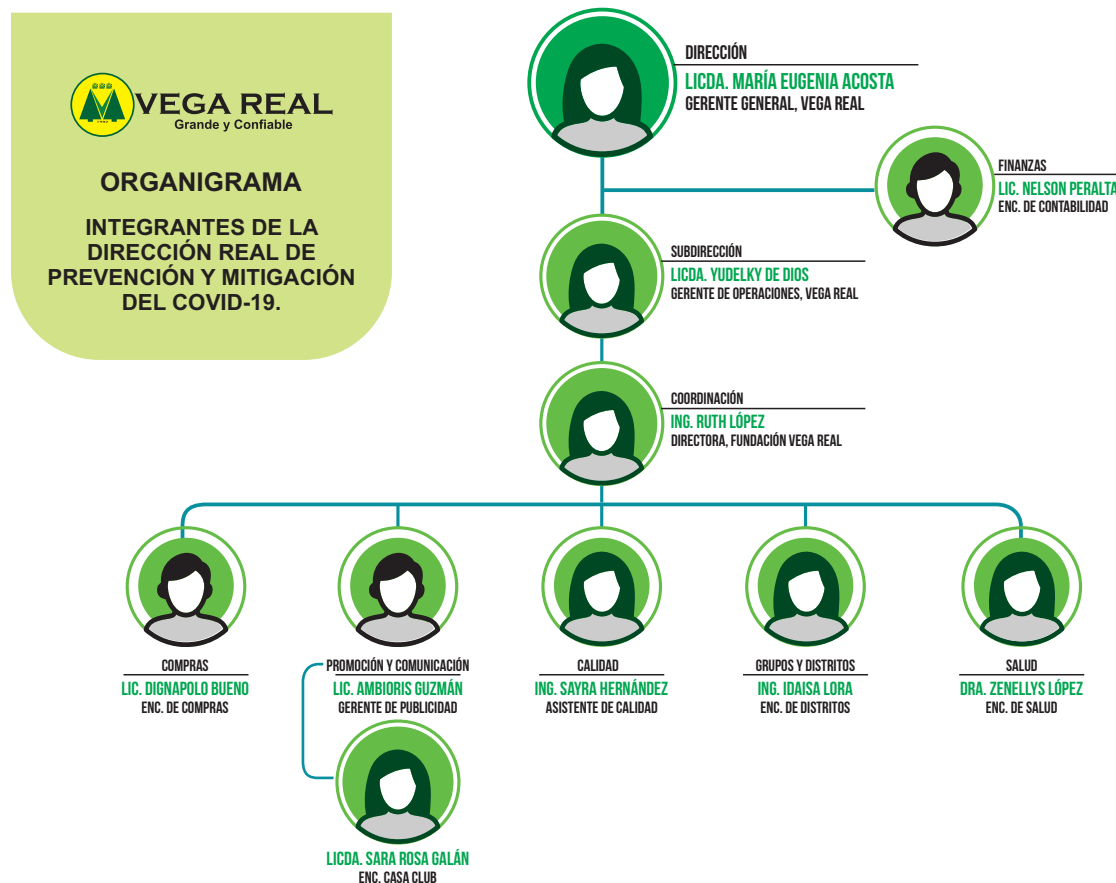 VEGA REAL
Grande y Confiable
ORGANIGRAMA
INTEGRANTES DE LA
DIRECCIÓN REAL DE
PREVENCIÓN Y MITIGACIÓN
DEL COVID-19.
DIRECCIÓN
LICDA. MARÍA EUGENIA ACOSTA
GERENTE GENERAL, VEGA REAL
FINANZAS
LIC. NELSON PERALTA
ENC. DE CONTABILIDAD
SUBDIRECCIÓN
LICDA. YUDELKY DE DIOS
GERENTE DE OPERACIONES, VEGA REAL
COORDINACIÓN
ING. RUTH LÓPEZ
DIRECTORA, FUNDACIÓN VEGA REAL
COMPRAS
LIC. DIGNAPOLO BUENO
ENC. DE COMPRAS
PROMOCIÓN Y COMUNICACIÓN
LIC. AMBIORIS GUZMÁN
GERENTE DE PUBLICIDAD
CALIDAD
ING. SAYRA HERNÁNDEZ
ASISTENTE DE CALIDAD
GRUPOS Y DISTRITOS
ING. IDAISA LORA
ENC. DE DISTRITOS
SALUD
DRA. ZENELLYS LÓPEZ
ENC. DE SALUD
LICDA. SARA ROSA GALÁN
ENC. CASA CLUB